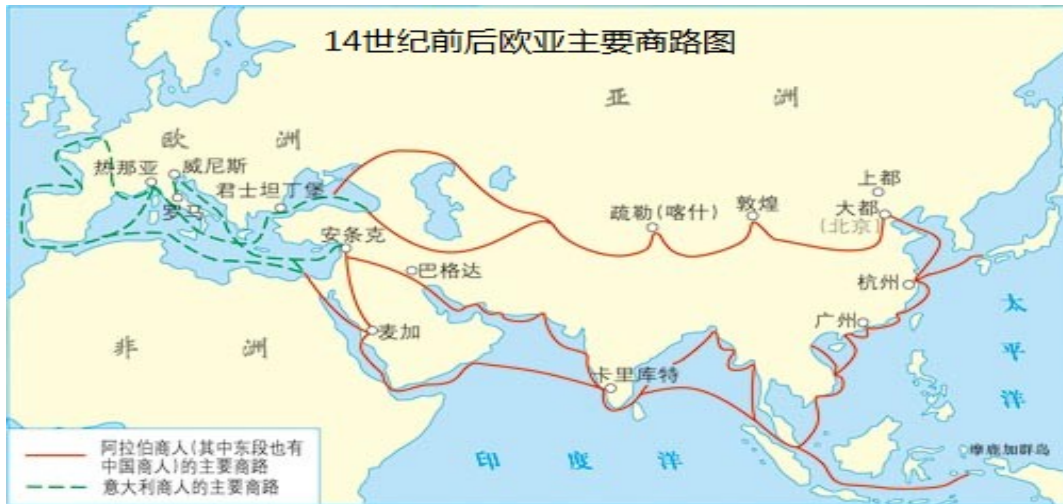 14世纪前后欧亚主要商路图
亚 洲
欧 洲
热那亚
威尼斯
罗马
君士坦丁堡
安条克
巴格达
麦加
疏勒(喀什)
敦煌
上都
大都
(北京)
杭州
广州
卡里库特
非 洲
太
平
洋
印 度 洋
摩鹿加群岛
阿拉伯商人(其中东段也有
中国商人)的主要商路
意大利商人的主要商路